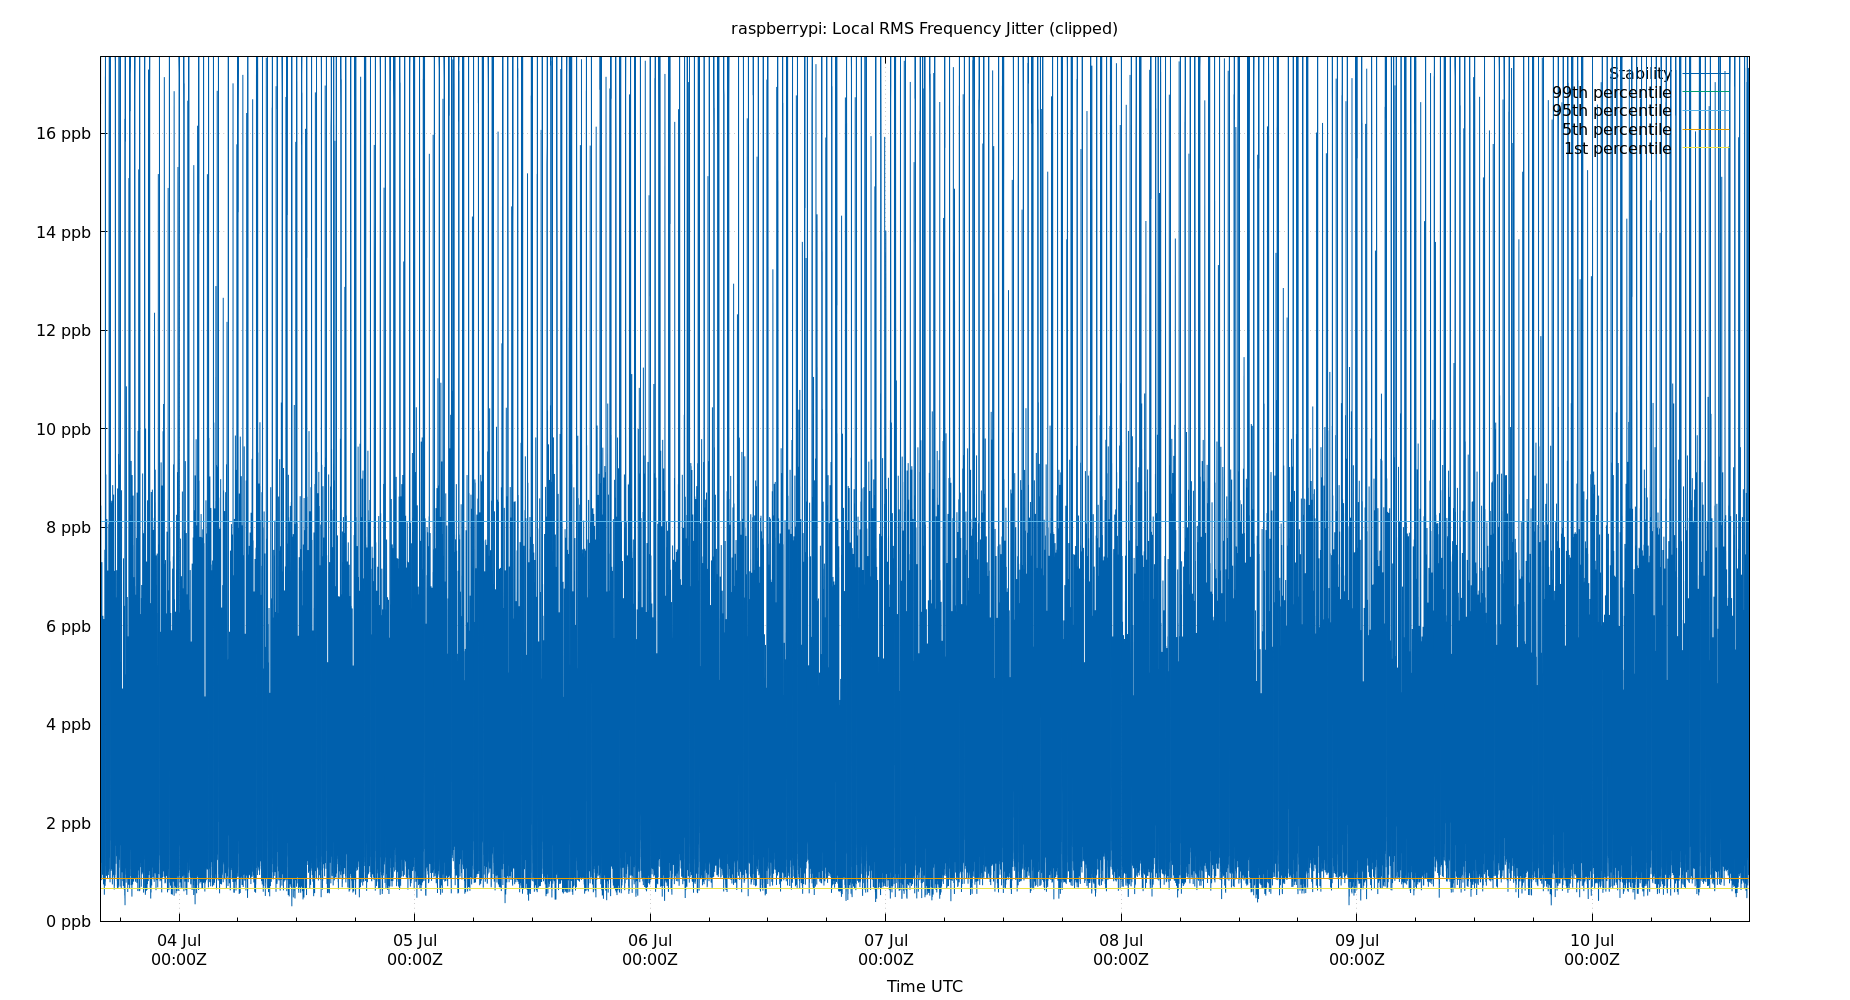 raspberrypi: Local RMS Frequency Jitter (clipped)
Stability
99th percentile
95th percentile
5th percentile
1st percentile
16 ppb
14 ppb
12 ppb
10 ppb
8 ppb
6 ppb
4 ppb
2 ppb
0 ppb
04 Jul 05 Jul 06 Jul 07 Jul 08 Jul 09 Jul 10 Jul
00:00Z 00:00Z 00:00Z 00:00Z 00:00Z 00:00Z 00:00Z
Time UTC